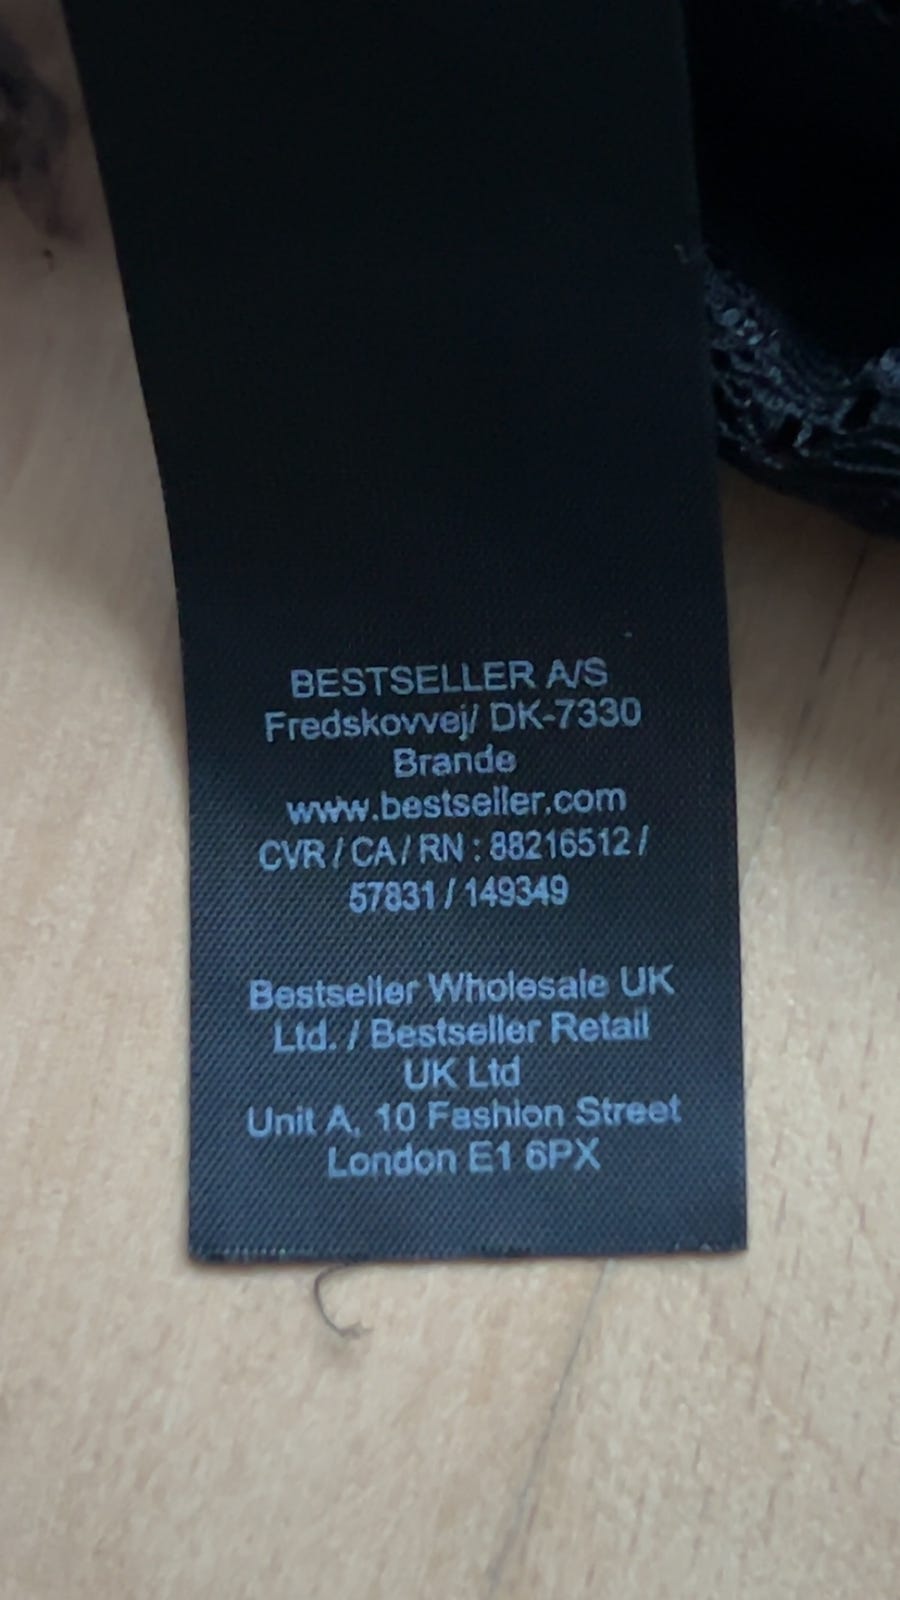 BESTSELLER A/S
Fredskovvej/ DK-7330
Brande
www.bestseller.com
CVR / CA / RN : 88216512 /
57831 / 149349
Bestseller Wholesale UK
Ltd. / Bestseller Retail
UK Ltd
Unit A, 10 Fashion Street
London E1 6PX